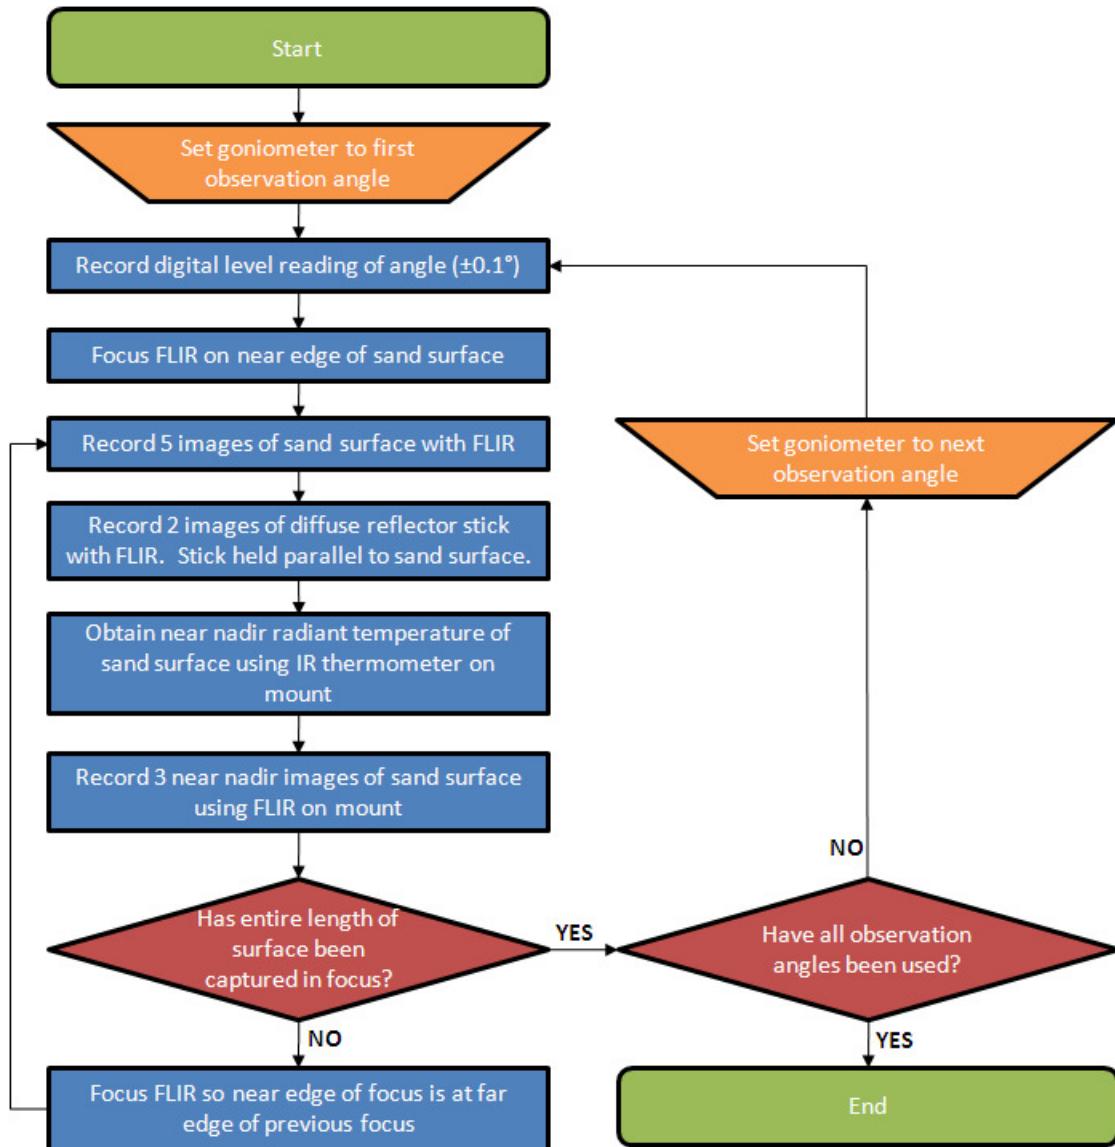 Start
Set goniometer to first
observation angle
Record digital level reading of angle (±0.1°)
Focus FLIR on near edge of sand surface
Record 5 images of sand surface with FLIR
Record 2 images of diffuse reflector stick
with FLIR.  Stick held parallel to sand surface.
Obtain near nadir radiant temperature of
sand surface using IR thermometer on
mount
Record 3 near nadir images of sand surface
using FLIR on mount
Has entire length of
surface been
captured in focus?
NO
Focus FLIR so near edge of focus is at far
edge of previous focus
YES
Have all observation
angles been used?
NO
Set goniometer to next
observation angle
YES
End